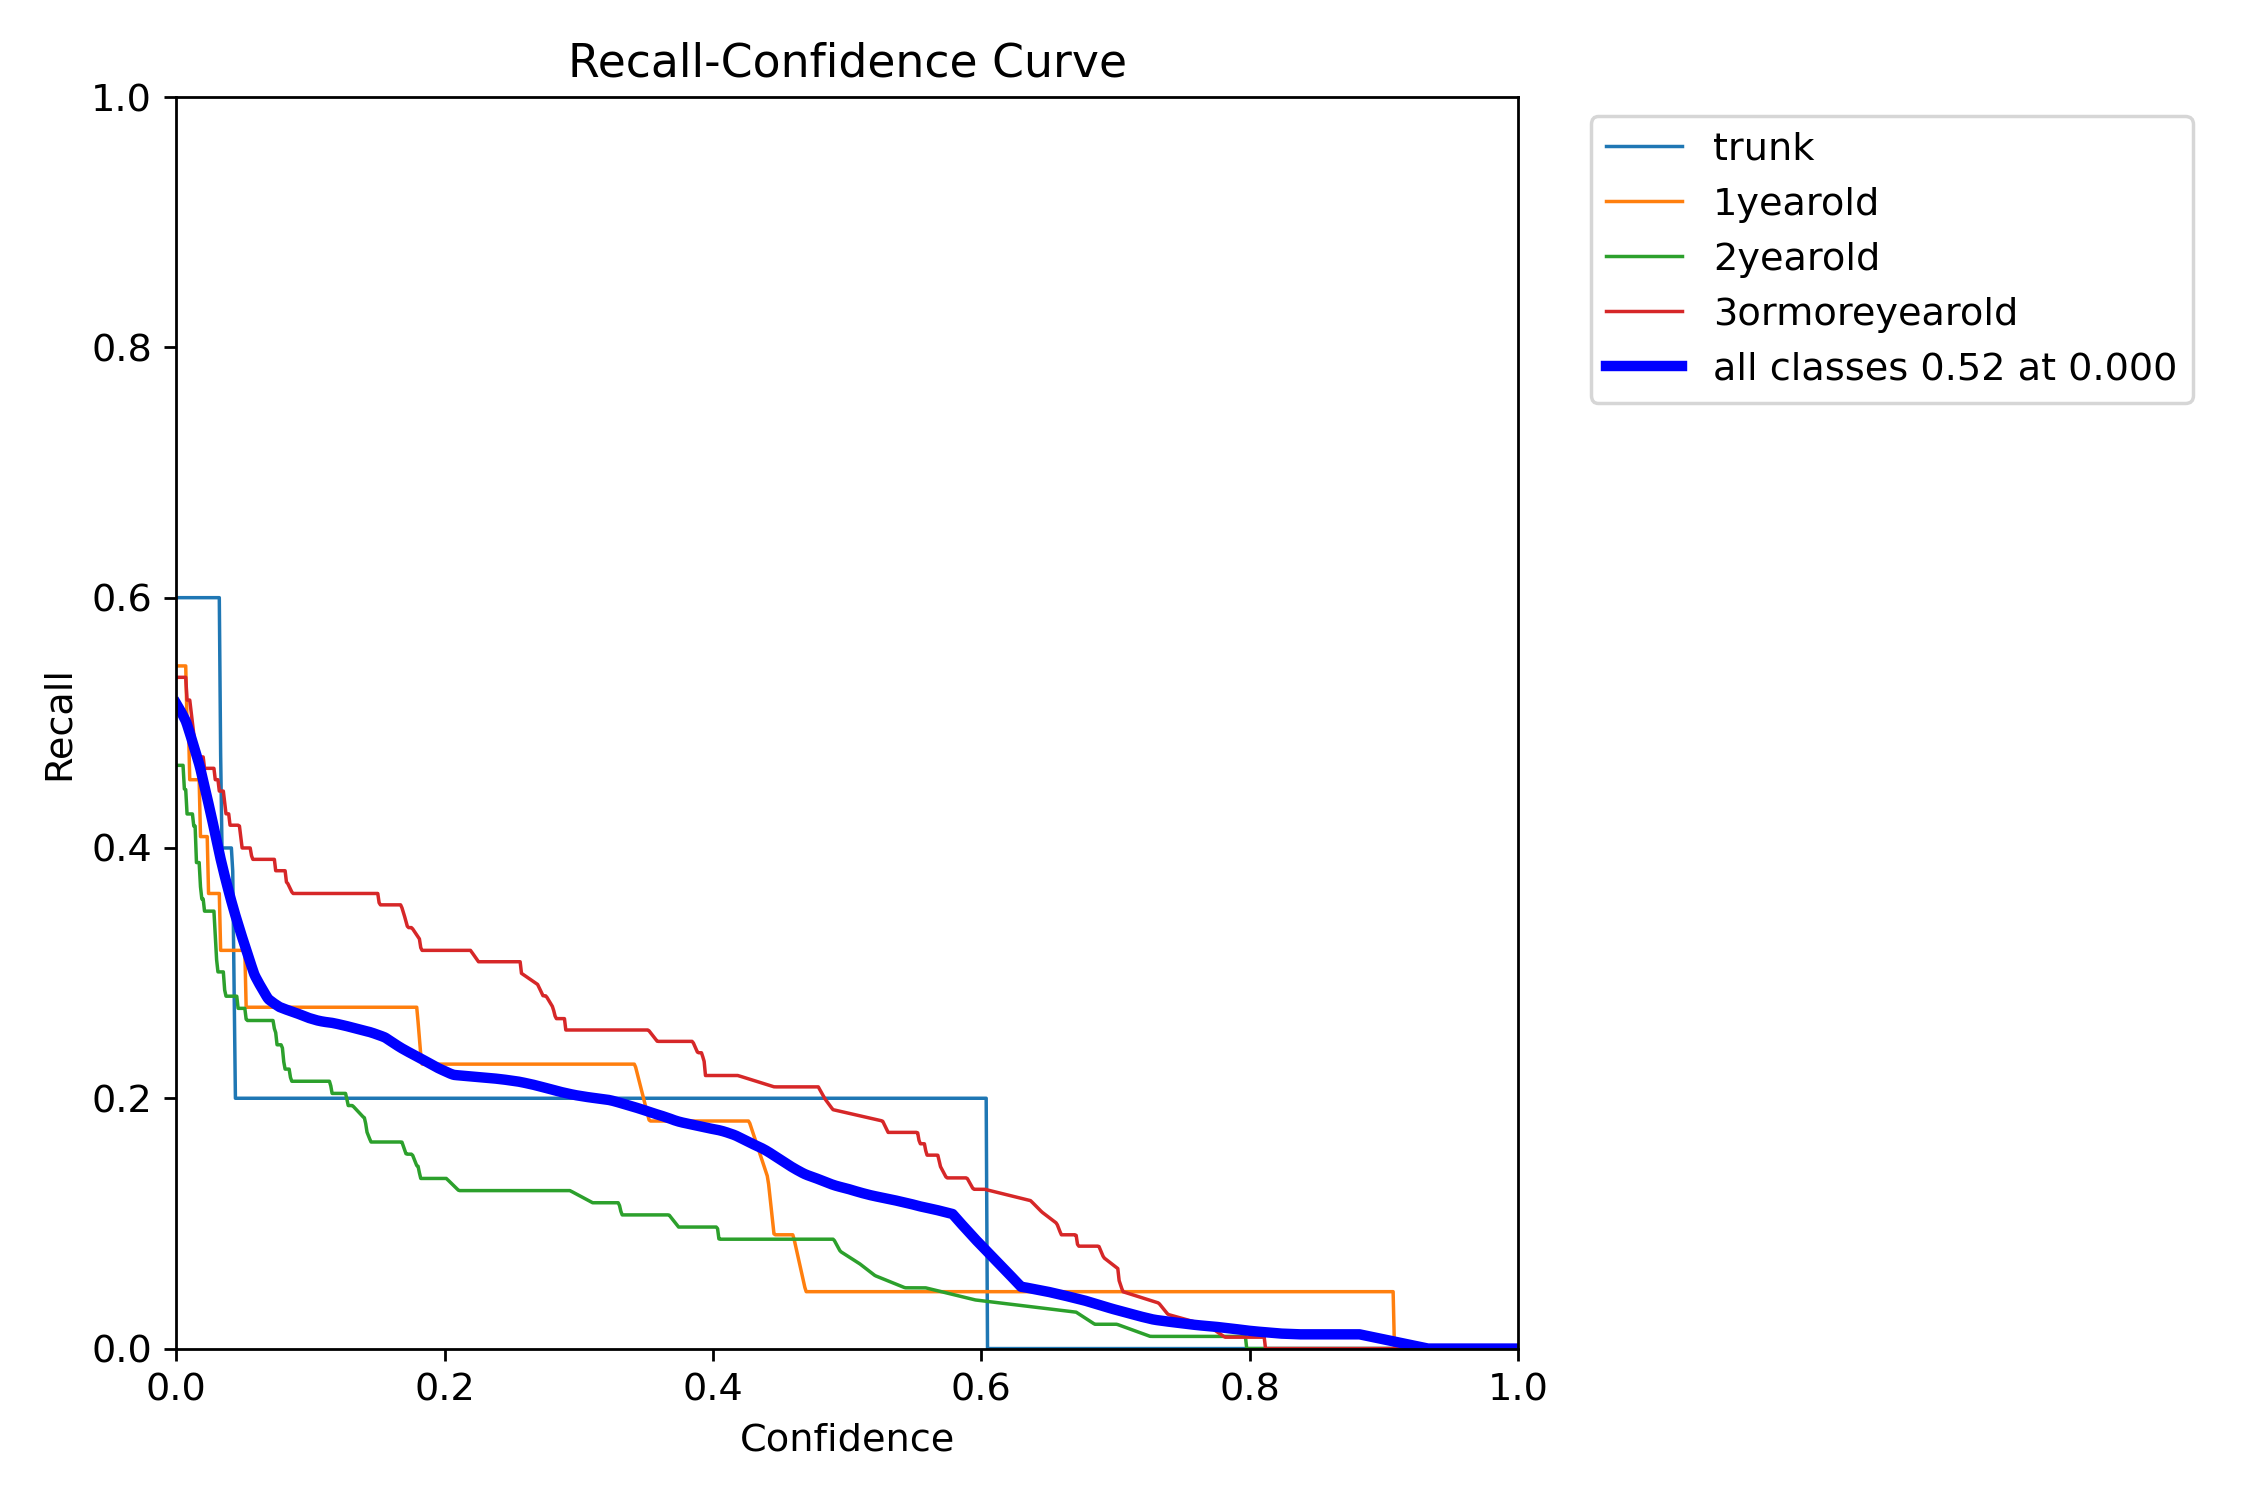 Recall-Confidence Curve
1.0
0.8
0.6
0.4
0.2
0.0
Recall
0.0 0.2 0.4 0.6 0.8 1.0
Confidence
trunk
1yearold
2yearold
3ormoreyearold
all classes 0.52 at 0.000